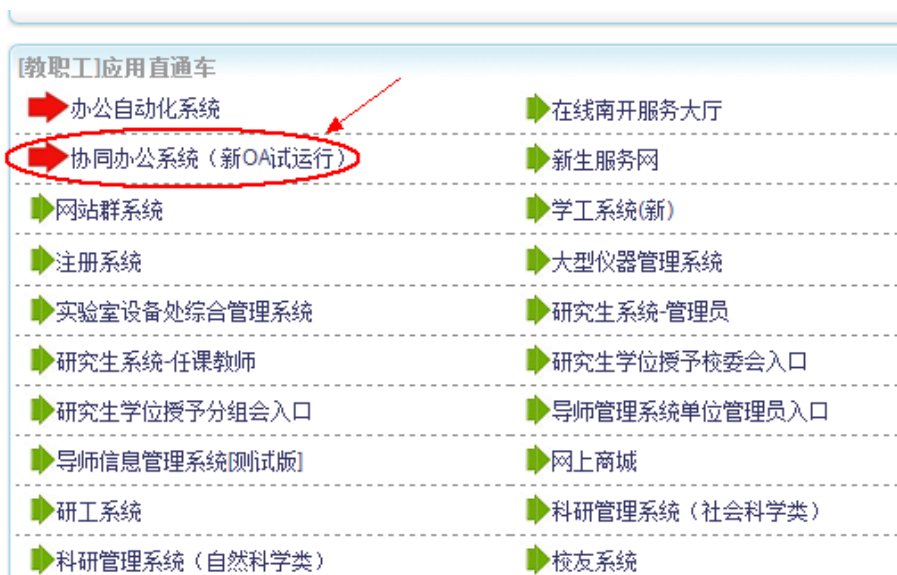 [教职工]应用直通车
办公自动化系统
在线南开服务大厅
协同办公系统（新OA试运行）
新生服务网
网站群系统
学工系统(新)
注册系统
大型仪器管理系统
实验室设备处综合管理系统
研究生系统-管理员
研究生系统-任课教师
研究生学位授予校委会入口
研究生学位授予分组会入口
导师管理系统单位管理员入口
导师信息管理系统[测试版]
网上商城
研工系统
科研管理系统（社会科学类）
科研管理系统（自然科学类）
校友系统